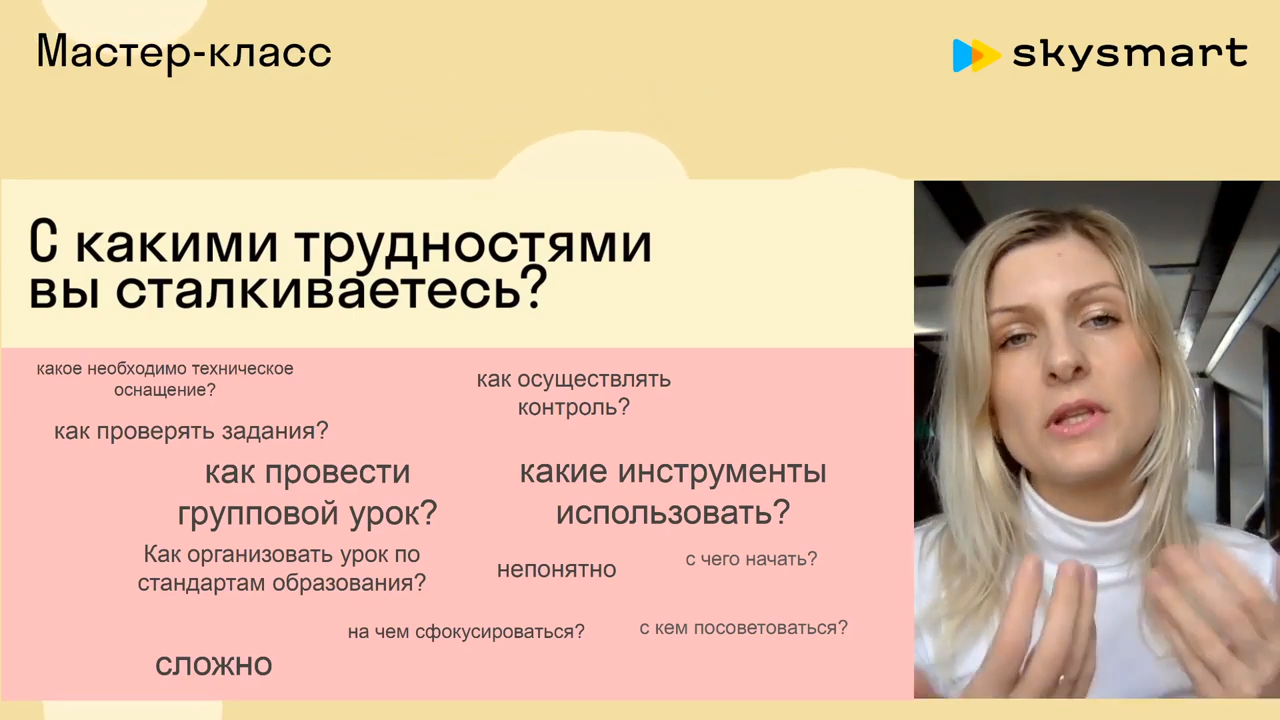 Мастер-класс
skysmart
С какими трудностями
вы сталкиваетесь?
какое необходимо техническое
оснащение?
как осуществлять
контроль?
как проверять задания?
как провести
групповой урок?
какие инструменты
использовать?
Как организовать урок по
стандартам образования?
непонятно
с чего начать?
на чем сфокусироваться?
с кем посоветоваться?
сложно